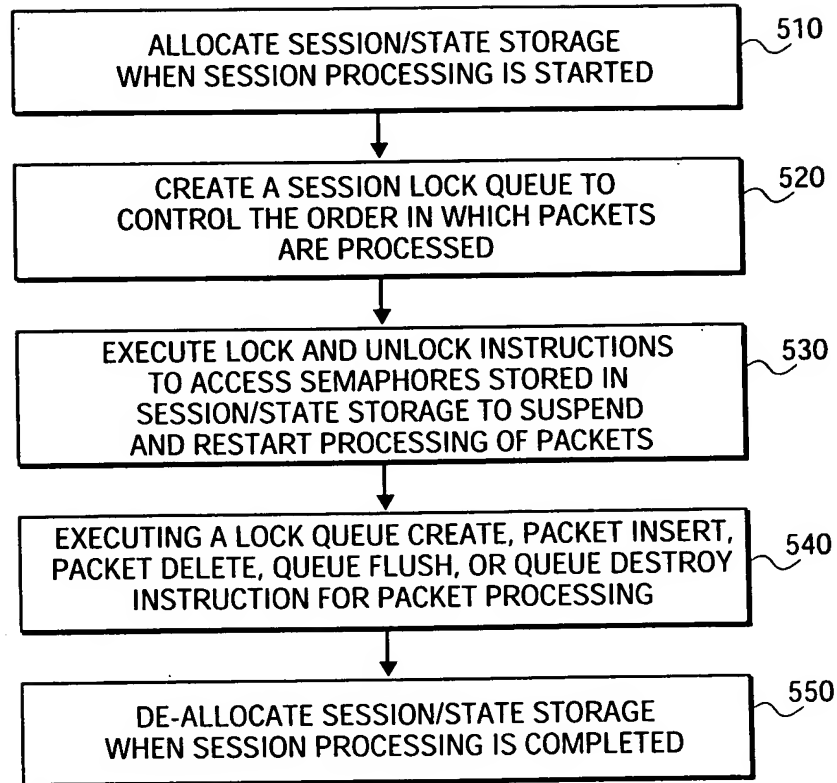 ALLOCATE SESSION/STATE STORAGE
WHEN SESSION PROCESSING IS STARTED
510
CREATE A SESSION LOCK QUEUE TO
CONTROL THE ORDER IN WHICH PACKETS
ARE PROCESSED
520
EXECUTE LOCK AND UNLOCK INSTRUCTIONS
TO ACCESS SEMAPHORES STORED IN
SESSION/STATE STORAGE TO SUSPEND
AND RESTART PROCESSING OF PACKETS
530
EXECUTING A LOCK QUEUE CREATE, PACKET INSERT,
PACKET DELETE, QUEUE FLUSH, OR QUEUE DESTROY
INSTRUCTION FOR PACKET PROCESSING
540
DE-ALLOCATE SESSION/STATE STORAGE
WHEN SESSION PROCESSING IS COMPLETED
550